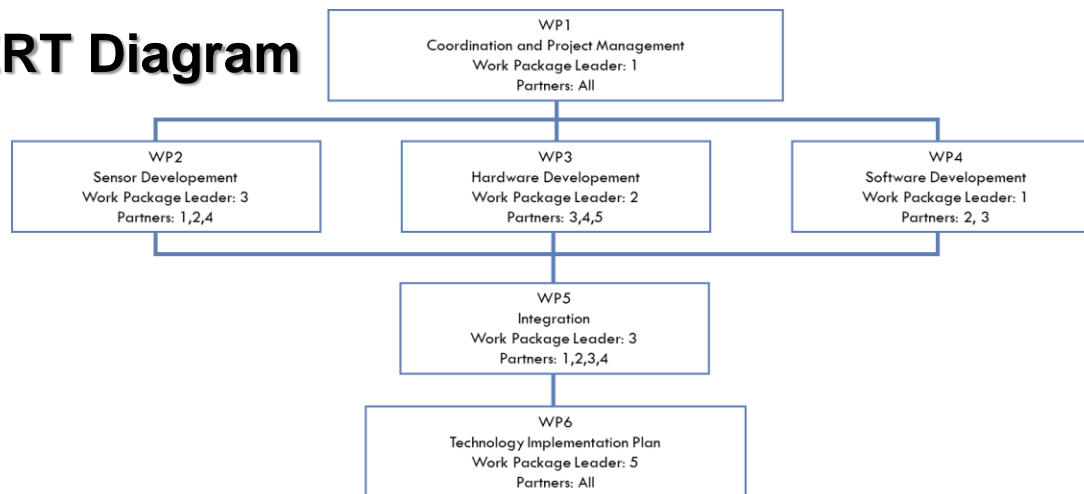 ERT Diagram
WP1
Coordination and Project Management
Work Package Leader: 1
Partners: All
WP2
Sensor Developement
Work Package Leader: 3
Partners: 1,2,4
WP3
Hardware Developement
Work Package Leader: 2
Partners: 3,4,5
WP4
Software Developement
Work Package Leader: 1
Partners: 2, 3
WP5
Integration
Work Package Leader: 3
Partners: 1,2,3,4
WP6
Technology Implementation Plan
Work Package Leader: 5
Partners: All